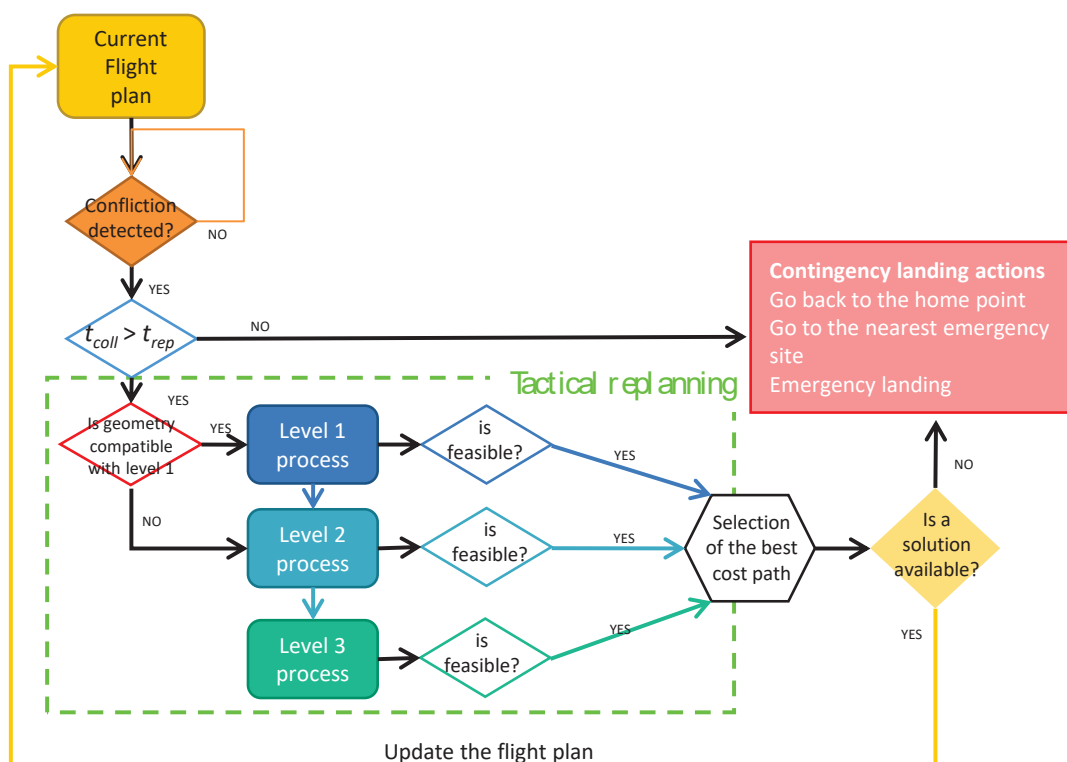 Current
Flight
plan
Confliction
detected?
NO
YES
t_coll > t_rep
NO
Contingency landing actions
Go back to the home point
Go to the nearest emergency
site
Emergency landing
Tactical replanning
YES
Is geometry
compatible
with level 1
YES
Level 1
process
is
feasible?
YES
NO
Level 2
process
is
feasible?
YES
Selection
of the best
cost path
NO
Is a
solution
available?
Level 3
process
is
feasible?
YES
YES
Update the flight plan